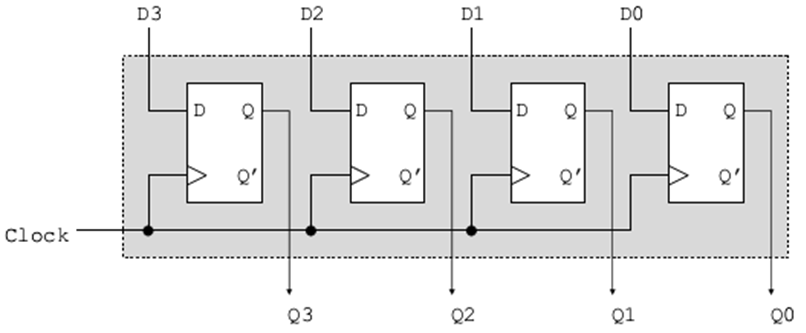 D3 D2 D1 D0
D Q D Q D Q D Q
Q′ Q′ Q′ Q′
Clock
Q3 Q2 Q1 Q0